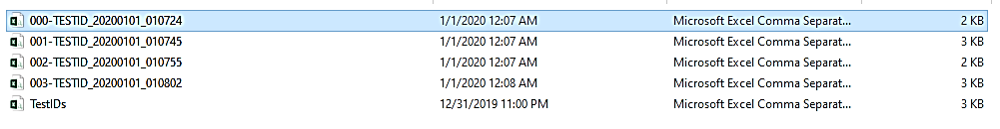 000-TESTID_20200101_010724 1/1/2020 12:07 AM Microsoft Excel Comma Separat... 2 KB
001-TESTID_20200101_010745 1/1/2020 12:07 AM Microsoft Excel Comma Separat... 3 KB
002-TESTID_20200101_010755 1/1/2020 12:07 AM Microsoft Excel Comma Separat... 2 KB
003-TESTID_20200101_010802 1/1/2020 12:08 AM Microsoft Excel Comma Separat... 3 KB
TestIDs 12/31/2019 11:00 PM Microsoft Excel Comma Separat... 3 KB